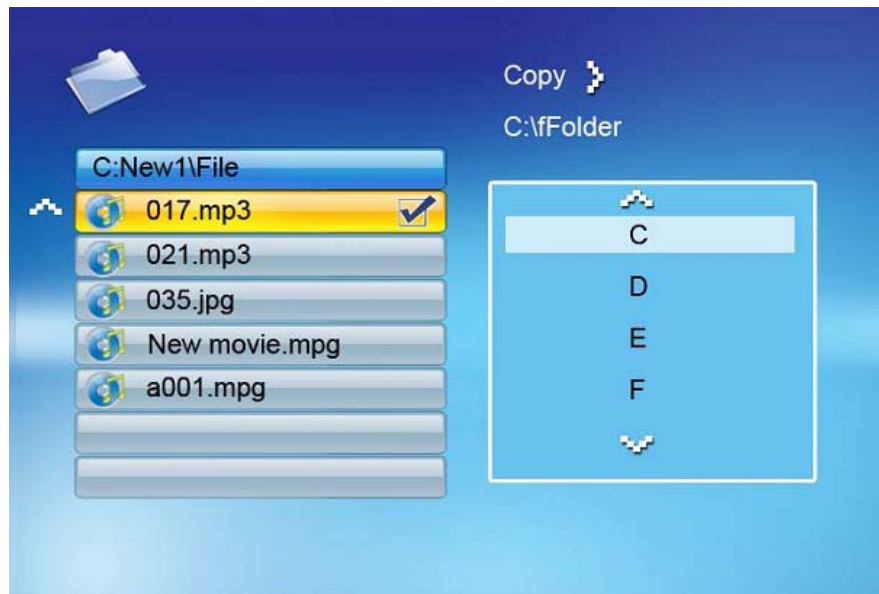 Copy
C:\fFolder
C:New1\File
017.mp3
021.mp3
035.jpg
New movie.mpg
a001.mpg
C
D
E
F